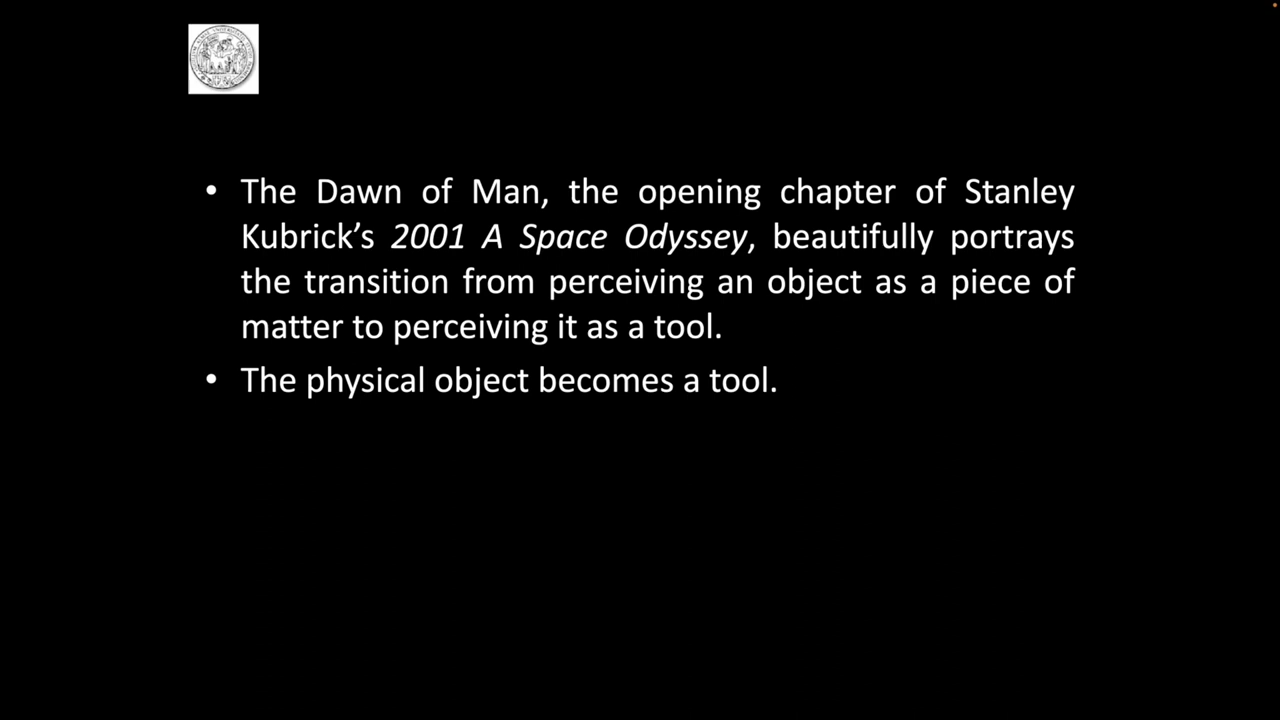 • The Dawn of Man, the opening chapter of Stanley
Kubrick’s 2001 A Space Odyssey, beautifully portrays
the transition from perceiving an object as a piece of
matter to perceiving it as a tool.
• The physical object becomes a tool.